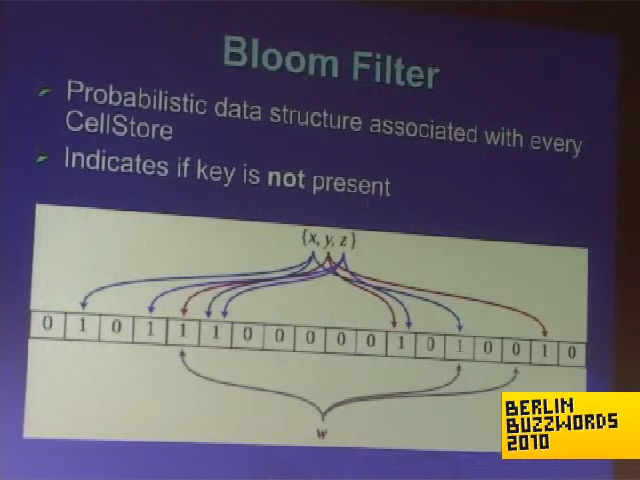 Bloom Filter
Probabilistic data structure associated with every
CellStore
Indicates if key is not present
{x, y, z}
0 1 0 1 1 1 0 0 0 0 0 1 0 1 0 0 1 0
w
BERLIN
BUZZWORDS
2010